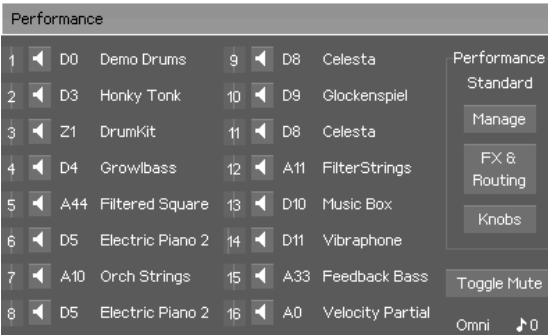 Performance
1 D0 Demo Drums
2 D3 Honky Tonk
3 Z1 DrumKit
4 D4 Growlbass
5 A44 Filtered Square
6 D5 Electric Piano 2
7 A10 Orch Strings
8 D5 Electric Piano 2
9 D8 Celesta
10 D9 Glockenspiel
11 D8 Celesta
12 A11 FilterStrings
13 D10 Music Box
14 D11 Vibraphone
15 A33 Feedback Bass
16 A0 Velocity Partial
Performance
Standard
Manage
FX &
Routing
Knobs
Toggle Mute
Omni ♪0